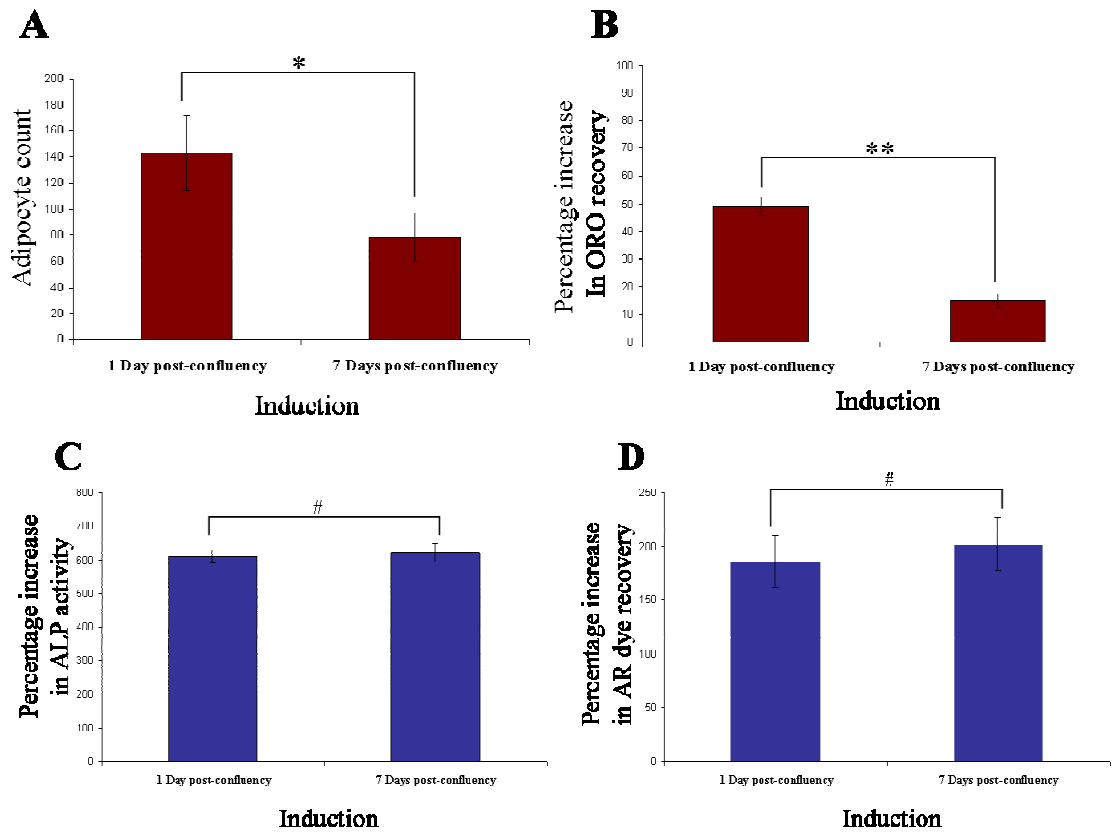 A
*
200
180
160
140
120
100
80
60
40
20
0
Adipocyte count
1 Day post-confluency
7 Days post-confluency
Induction
B
**
100
90
80
70
60
50
40
30
20
10
0
Percentage increase
In ORO recovery
1 Day post-confluency
7 Days post-confluency
Induction
C
#
800
700
600
500
400
300
200
100
0
Percentage increase
in ALP activity
1 Day post-confluency
7 Days post-confluency
Induction
D
#
250
200
150
100
50
0
Percentage increase
in AR dye recovery
1 Day post-confluency
7 Days post-confluency
Induction